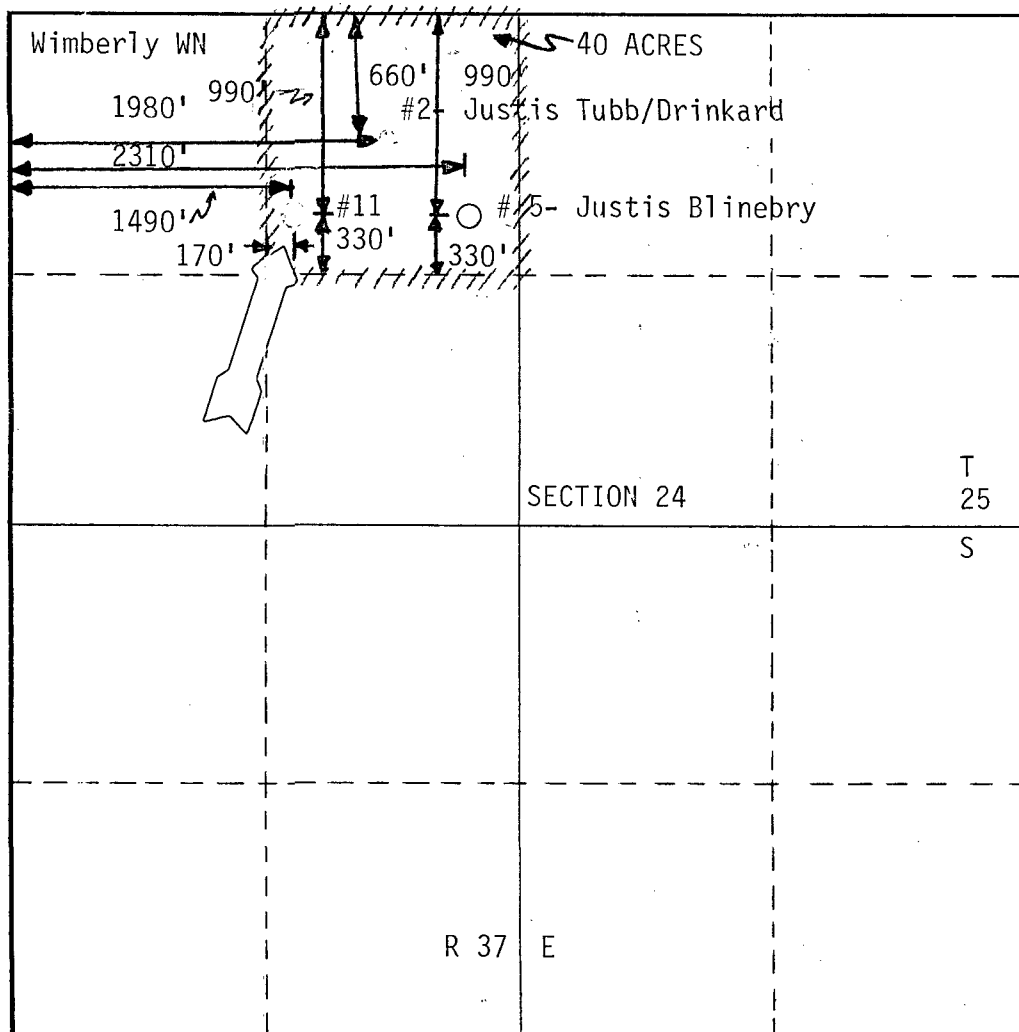 Wimberly WN
40 ACRES
660' 990'
990'
1980'
#2- Justis Tubb/Drinkard
2310'
1490'
#11
#5- Justis Blinebry
330'
170'
330'
T
SECTION 24
25
S
R 37 E